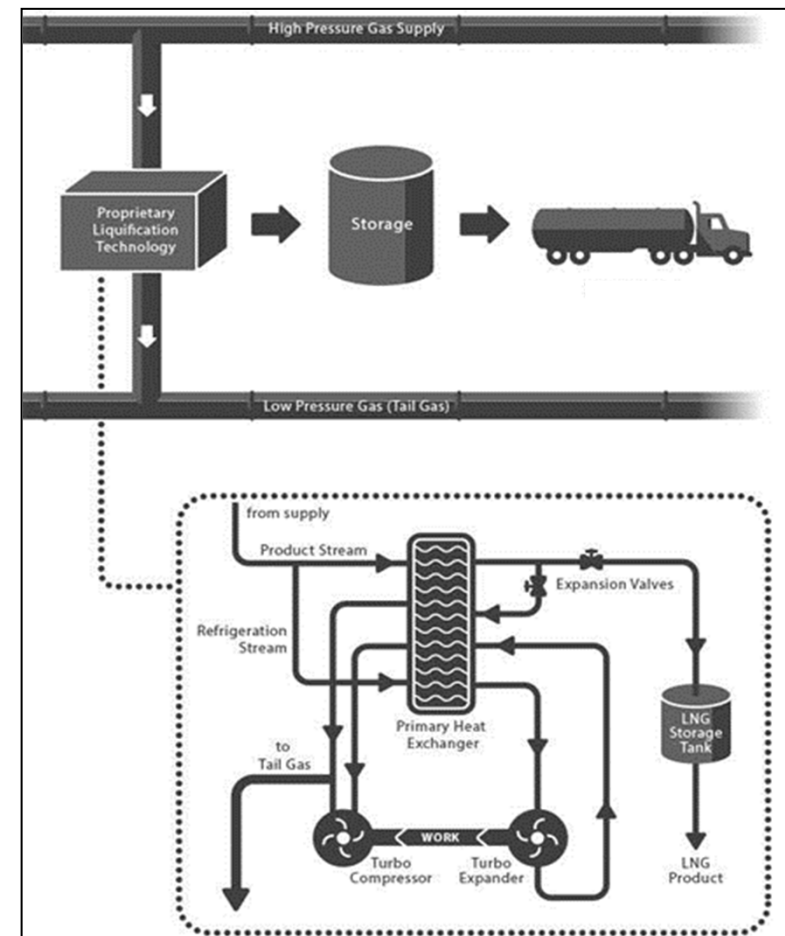 High Pressure Gas Supply
Proprietary
Liquification
Technology
Storage
Low Pressure Gas (Tail Gas)
from supply
Product Stream
Expansion Valves
Refrigeration
Stream
Primary Heat
Exchanger
LNG
Storage
Tank
to
Tail Gas
WORK
Turbo
Compressor
Turbo
Expander
LNG
Product